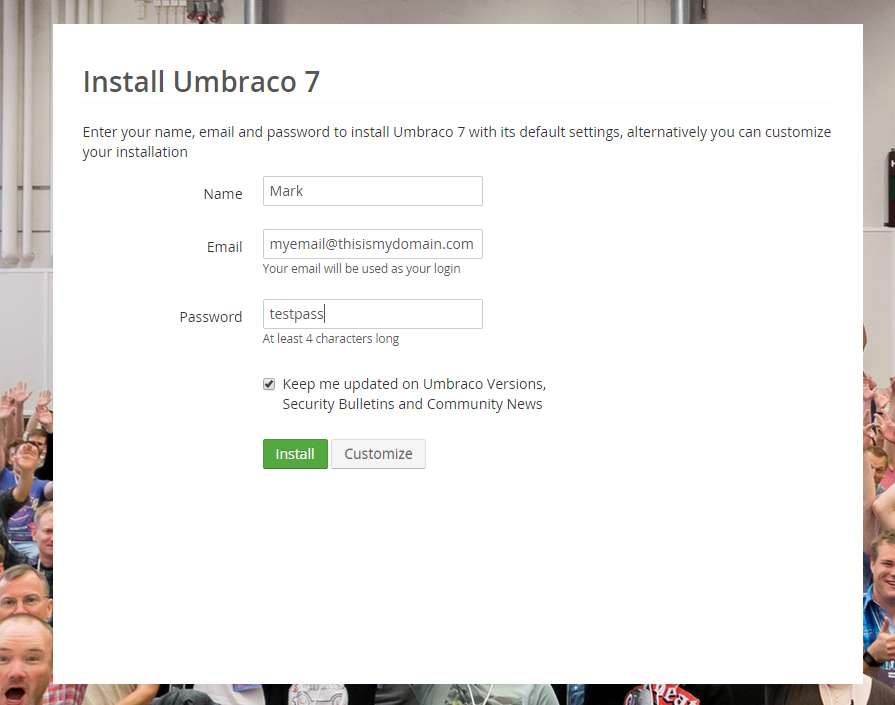 Install Umbraco 7
Enter your name, email and password to install Umbraco 7 with its default settings, alternatively you can customize
your installation
Name
Mark
Email
myemail@thisismydomain.com
Your email will be used as your login
Password
testpass
At least 4 characters long
Keep me updated on Umbraco Versions,
Security Bulletins and Community News
Install
Customize